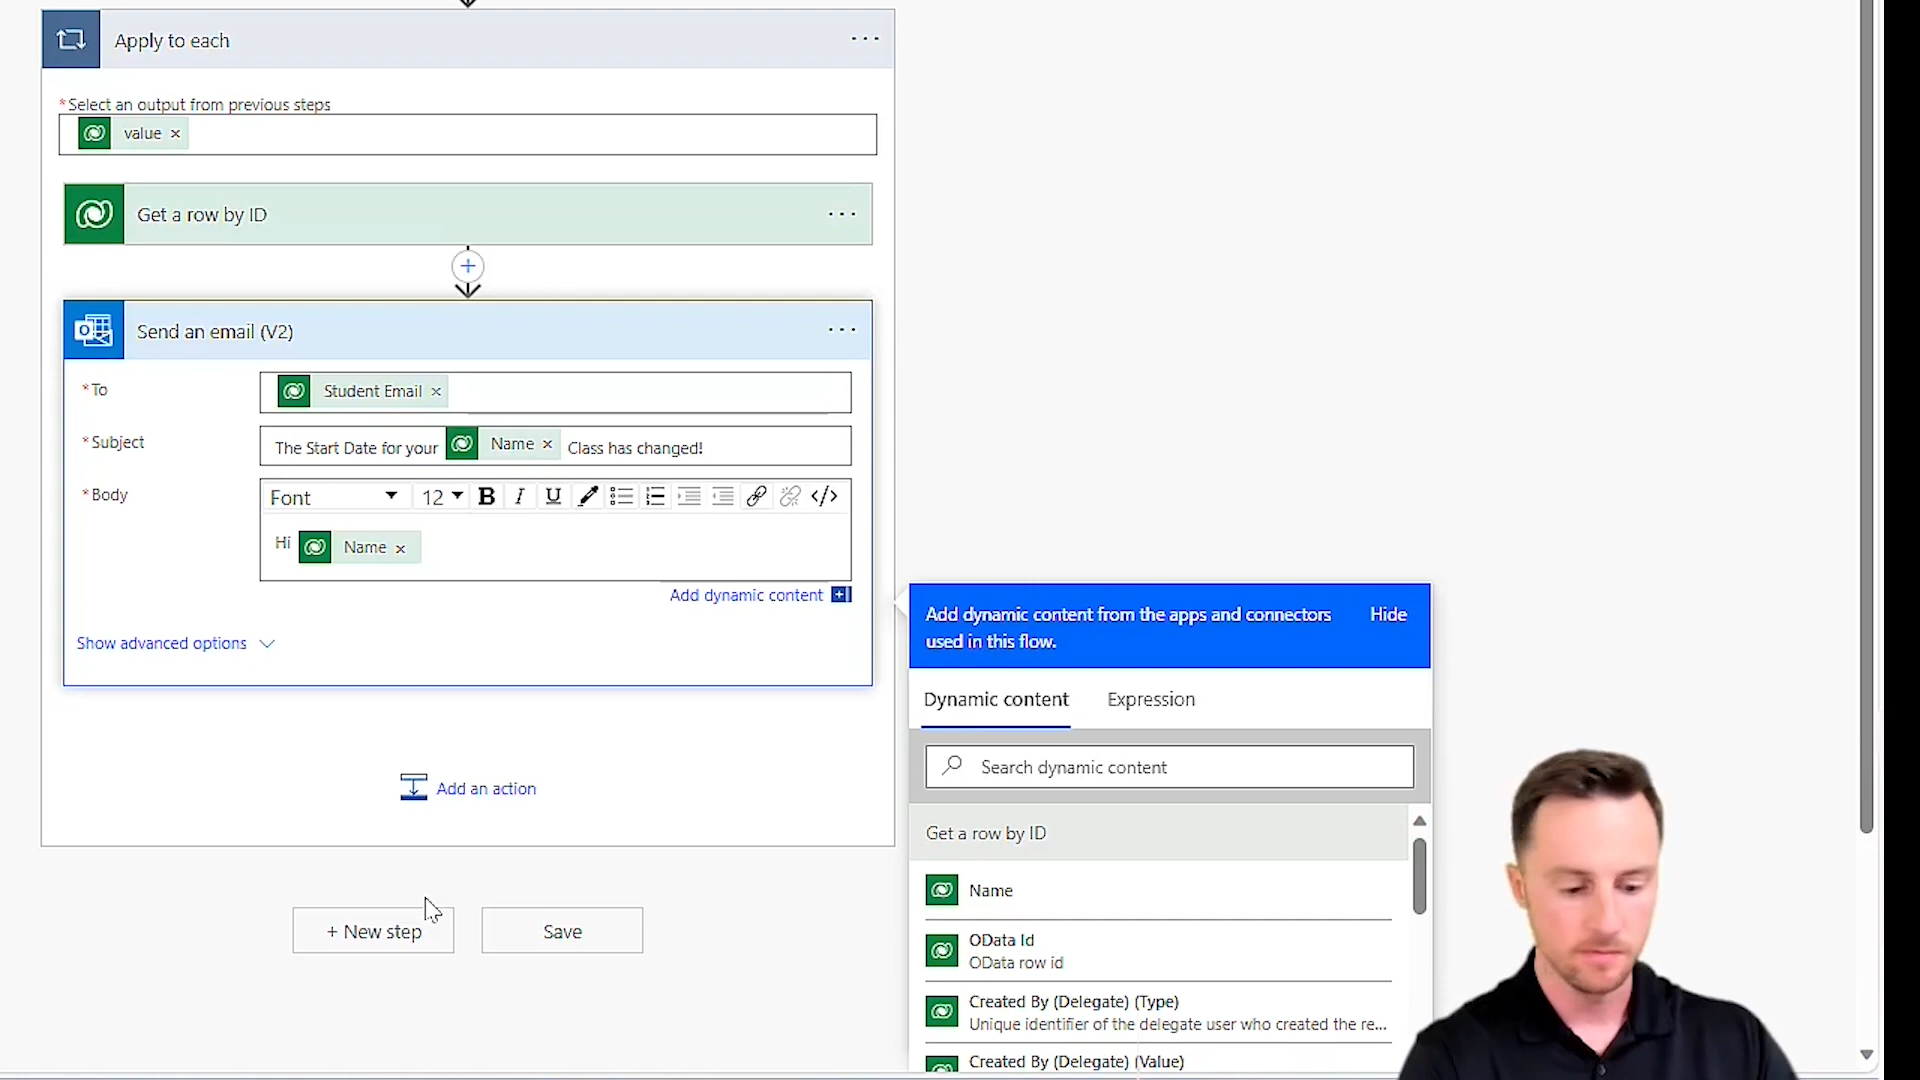 Apply to each
...
*Select an output from previous steps
value ×
Get a row by ID
...
Send an email (V2)
...
*To
Student Email ×
*Subject
The Start Date for your Name × Class has changed!
*Body
Font 12 B I U </>
Hi Name ×
Add dynamic content
Show advanced options
Add an action
+ New step
Save
Add dynamic content from the apps and connectors used in this flow.
Hide
Dynamic content
Expression
Search dynamic content
Get a row by ID
Name
OData Id
OData row id
Created By (Delegate) (Type)
Unique identifier of the delegate user who created the re...
Created By (Delegate) (Value)